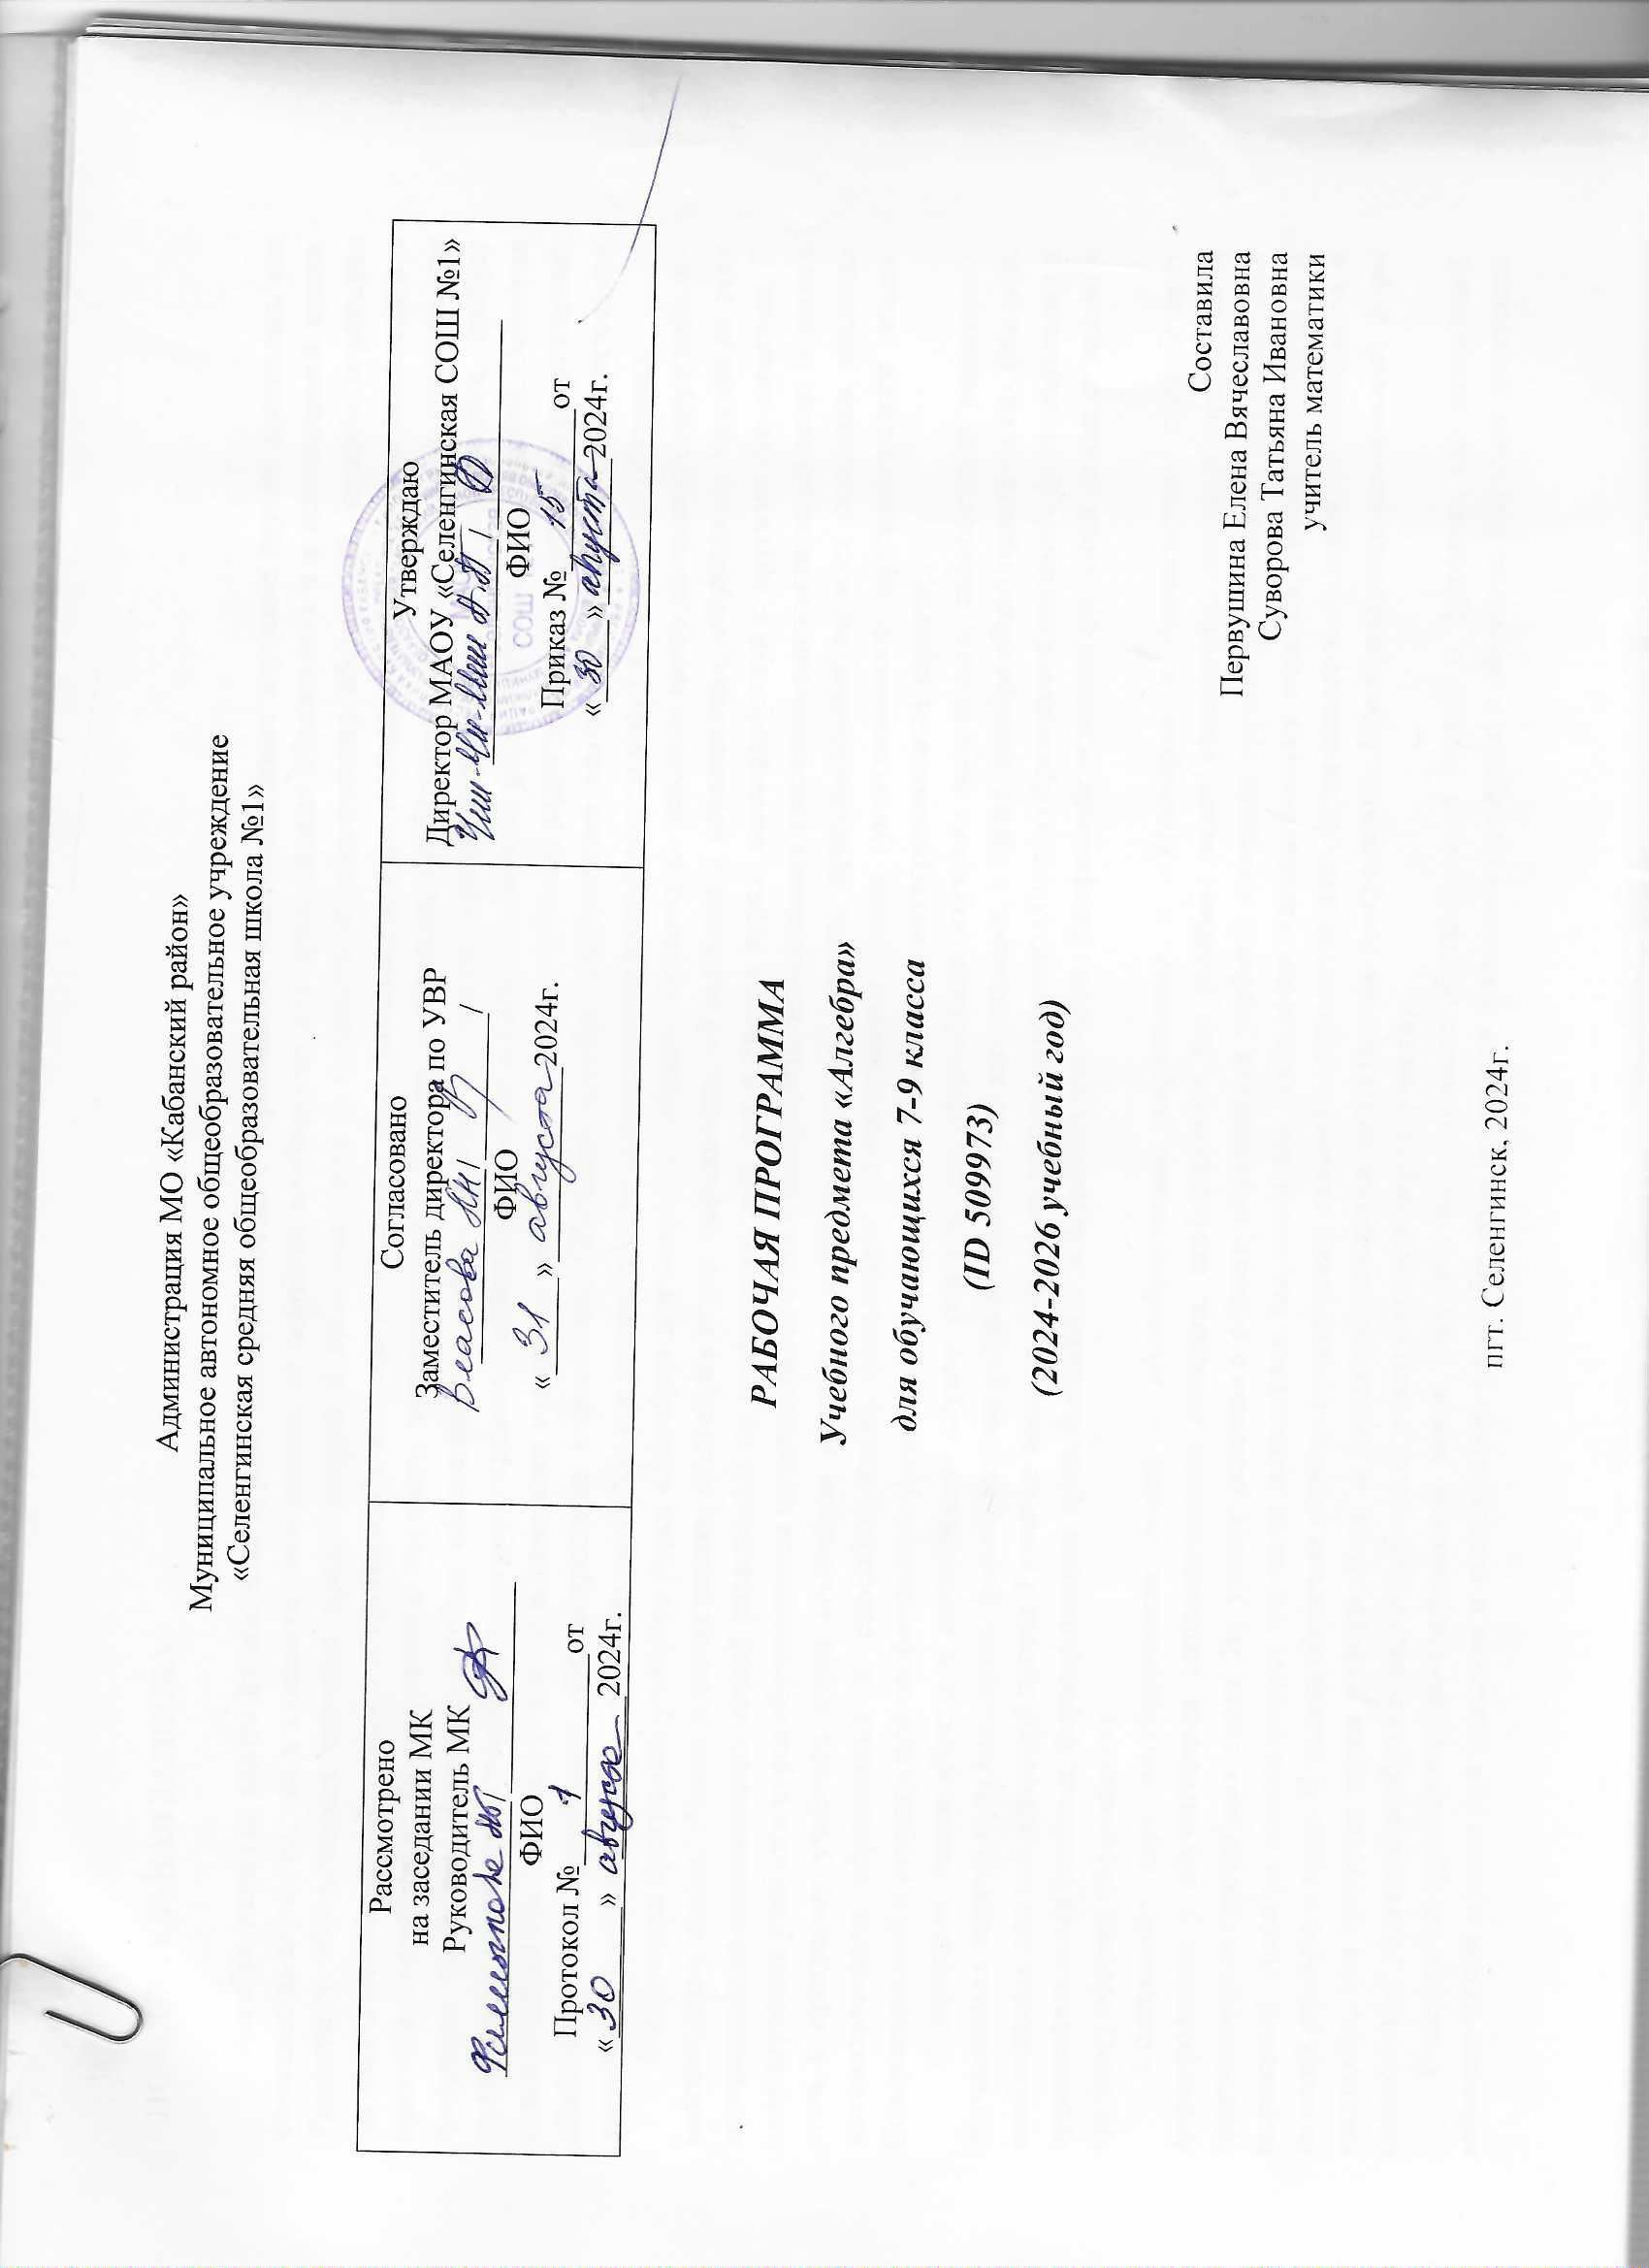 Администрация МО «Кабанский район»
Муниципальное автономное общеобразовательное учреждение
«Селенгинская средняя общеобразовательная школа №1»
Рассмотрено
на заседании МК
Руководитель МК
ФИО
Протокол № 1 от
«30» августа 2024г.
Согласовано
Заместитель директора по УВР
Власова
ФИО
«31» августа 2024г.
Утверждаю
Директор МАОУ «Селенгинская СОШ №1»
ФИО
Приказ № 15 от
«30» августа 2024г.
СОШ
РАБОЧАЯ ПРОГРАММА
Учебного предмета «Алгебра»
для обучающихся 7-9 класса
(ID 509973)
(2024-2026 учебный год)
Составила
Первушина Елена Вячеславовна
Суворова Татьяна Ивановна
учитель математики
пгт. Селенгинск, 2024г.